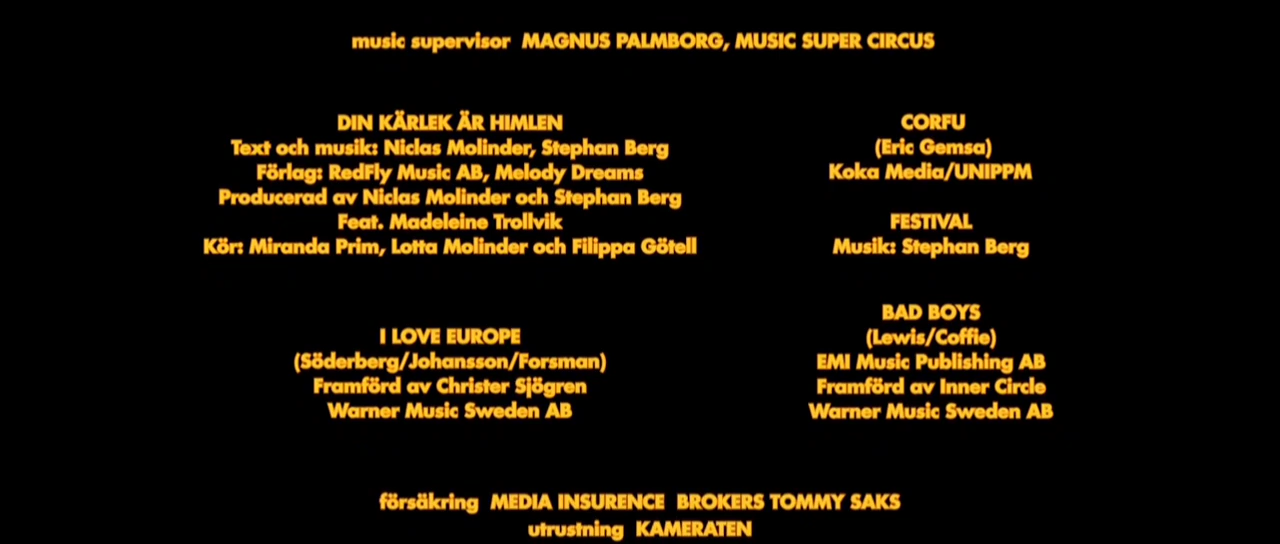 music supervisor MAGNUS PALMBORG, MUSIC SUPER CIRCUS
DIN KÄRLEK ÄR HIMLEN
Text och musik: Niclas Molinder, Stephan Berg
Förlag: RedFly Music AB, Melody Dreams
Producerad av Niclas Molinder och Stephan Berg
Feat. Madeleine Trollvik
Kör: Miranda Prim, Lotta Molinder och Filippa Götell
I LOVE EUROPE
(Söderberg/Johansson/Forsman)
Framförd av Christer Sjögren
Warner Music Sweden AB
CORFU
(Eric Gemsa)
Koka Media/UNIPPM
FESTIVAL
Musik: Stephan Berg
BAD BOYS
(Lewis/Coffie)
EMI Music Publishing AB
Framförd av Inner Circle
Warner Music Sweden AB
försäkring MEDIA INSURENCE BROKERS TOMMY SAKS
utrustning KAMERATEN